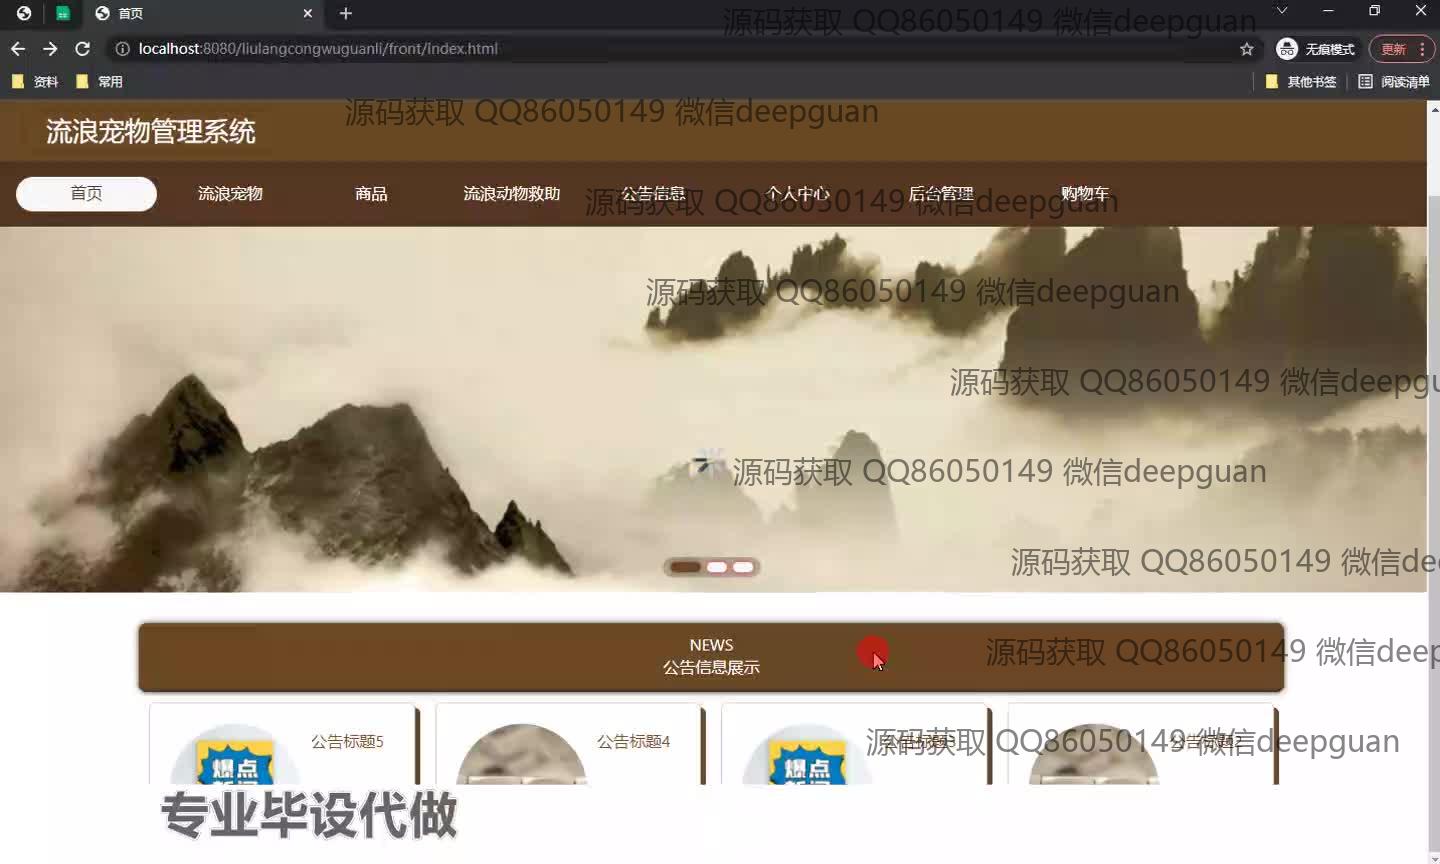 首页
源码获取 QQ86050149 微信deepguan
localhost:8080/liulangcongwuguanli/front/index.html
无痕模式
更新
资料
常用
其他书签
阅读清单
流浪宠物管理系统
源码获取 QQ86050149 微信deepguan
首页
流浪宠物
商品
流浪动物救助
公告信息
个人中心
后台管理
购物车
源码获取 QQ86050149 微信deepguan
源码获取 QQ86050149 微信deepguan
源码获取 QQ86050149 微信deepgu
源码获取 QQ86050149 微信deepguan
源码获取 QQ86050149 微信dee
NEWS
公告信息展示
源码获取 QQ86050149 微信deep
公告标题5
公告标题4
源码获取 QQ86050149 微信deepguan
爆点
爆点
专业毕设代做